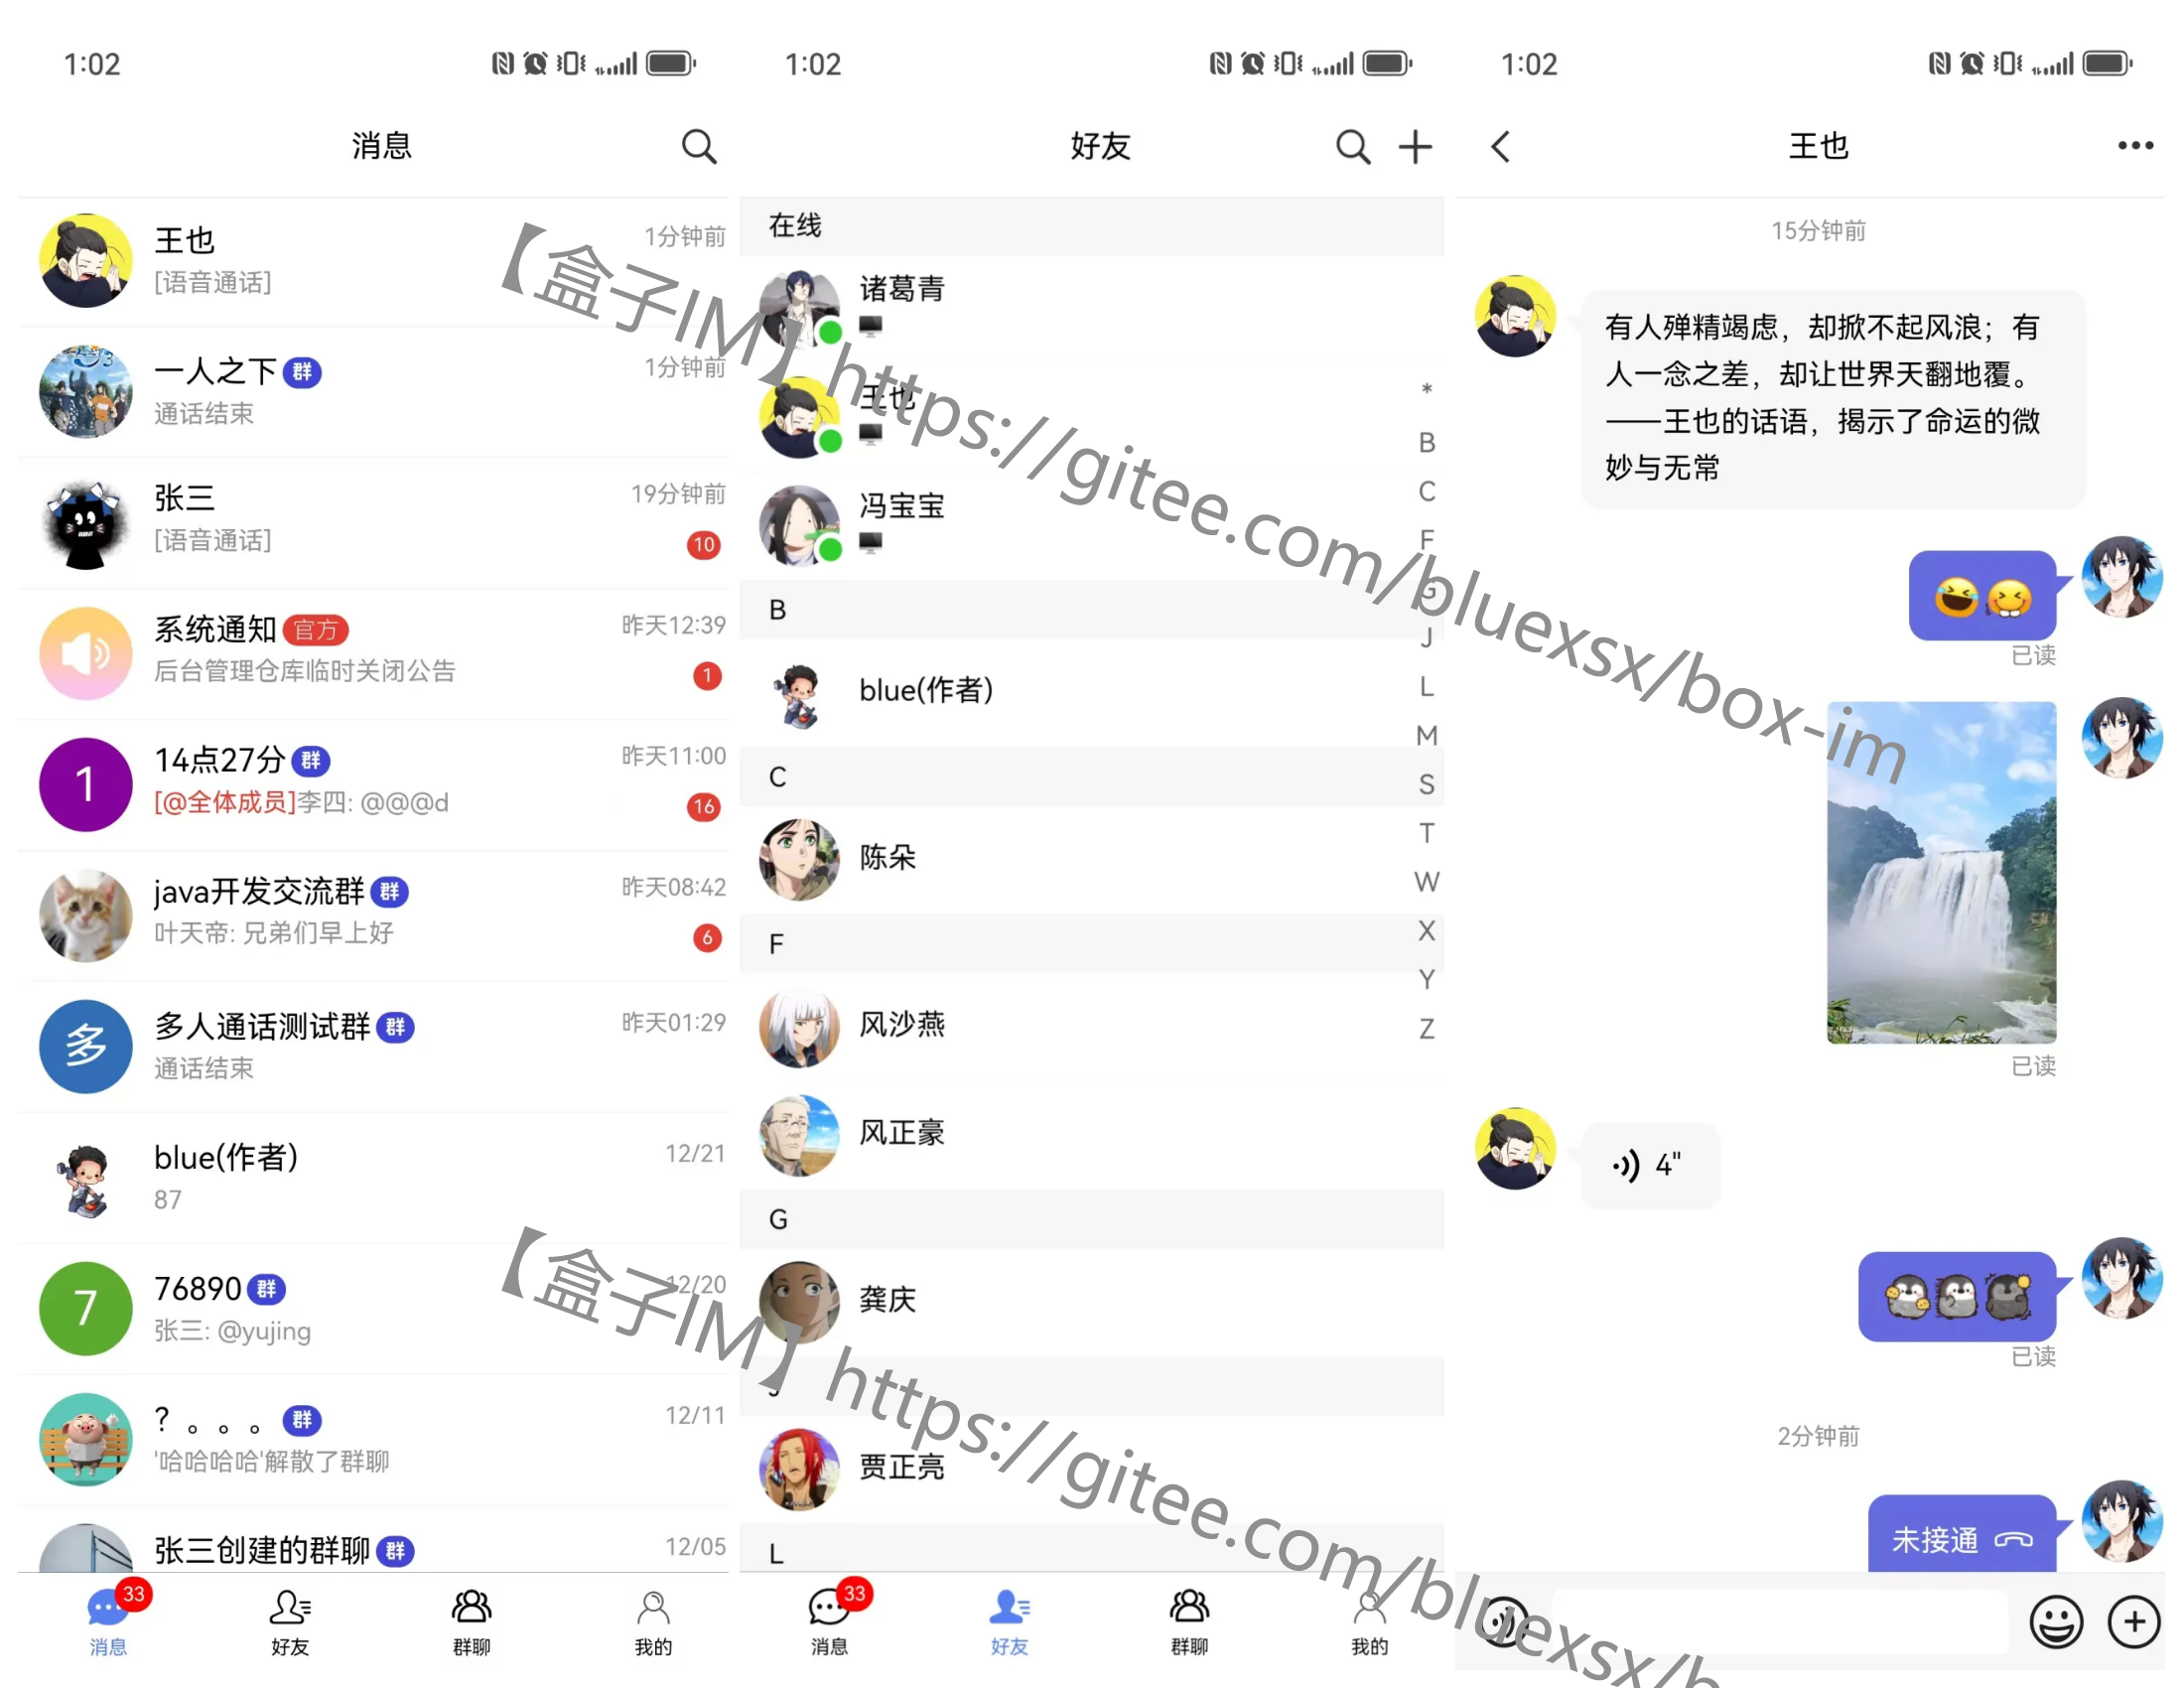 1:02
消息
王也
1分钟前
[语音通话]
一人之下 群
1分钟前
通话结束
张三
19分钟前
[语音通话]
10
系统通知 官方
昨天12:39
后台管理仓库临时关闭公告
1
1
14点27分 群
昨天11:00
[@全体成员]李四: @@@d
16
java开发交流群 群
昨天08:42
叶天帝: 兄弟们早上好
6
多
多人通话测试群 群
昨天01:29
通话结束
blue(作者)
12/21
87
7
76890 群
12/20
张三: @yujing
? 。。。 群
12/11
'哈哈哈哈'解散了群聊
张三创建的群聊 群
12/05
33
消息
好友
群聊
我的
1:02
好友
在线
诸葛青
王也
冯宝宝
B
blue(作者)
C
陈朵
F
风沙燕
风正豪
G
龚庆
J
贾正亮
L
*
B
C
F
G
J
L
M
S
T
W
X
Y
Z
33
消息
好友
群聊
我的
1:02
王也
15分钟前
有人殚精竭虑，却掀不起风浪；有
人一念之差，却让世界天翻地覆。
——王也的话语，揭示了命运的微
妙与无常
已读
已读
4"
已读
2分钟前
未接通
【盒子IM】https://gitee.com/bluexsx/box-im
【盒子IM】https://gitee.com/bluexsx/b